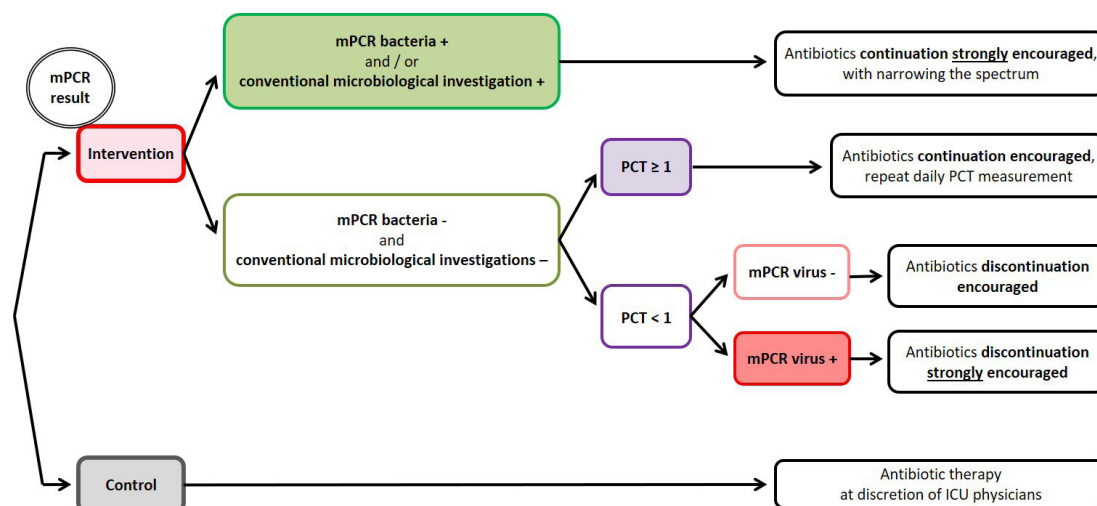 mPCR
result
Intervention
mPCR bacteria +
and / or
conventional microbiological investigation +
Antibiotics continuation strongly encouraged,
with narrowing the spectrum
mPCR bacteria -
and
conventional microbiological investigations –
PCT ≥ 1
Antibiotics continuation encouraged,
repeat daily PCT measurement
PCT < 1
mPCR virus -
Antibiotics discontinuation
encouraged
mPCR virus +
Antibiotics discontinuation
strongly encouraged
Control
Antibiotic therapy
at discretion of ICU physicians